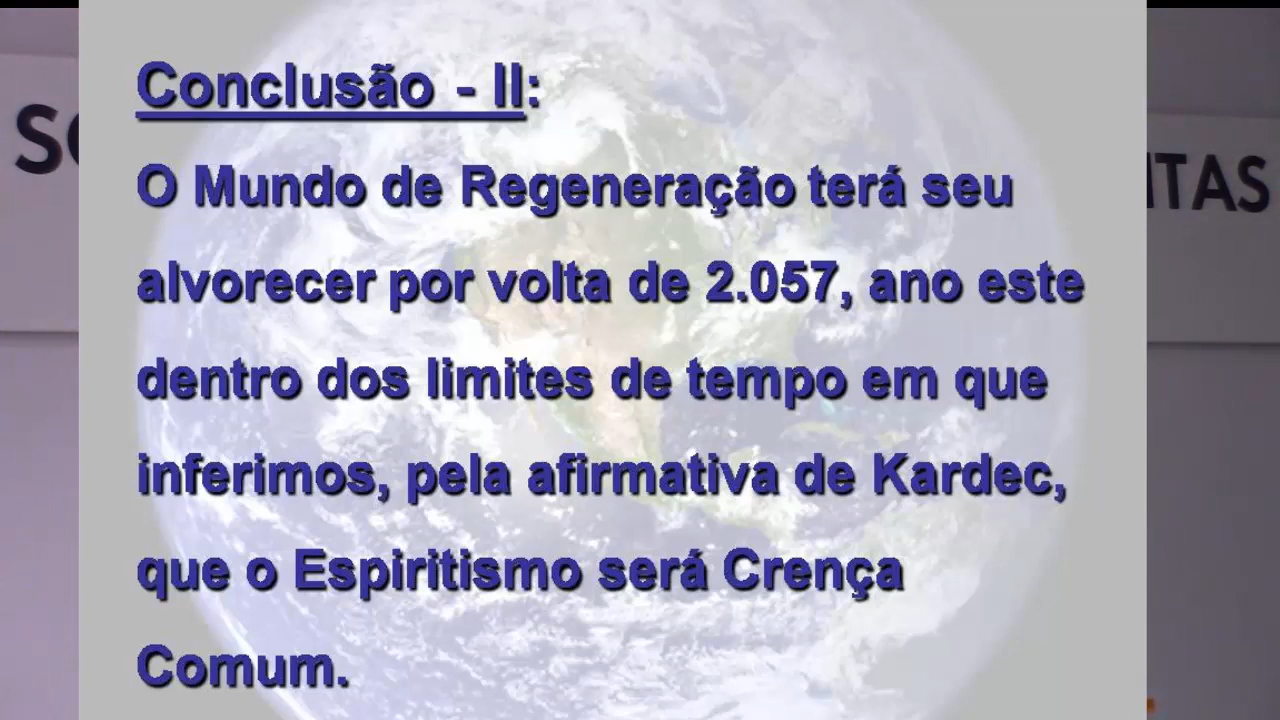 Conclusão - II:
O Mundo de Regeneração terá seu
alvorecer por volta de 2.057, ano este
dentro dos limites de tempo em que
inferimos, pela afirmativa de Kardec,
que o Espiritismo será Crença
Comum.